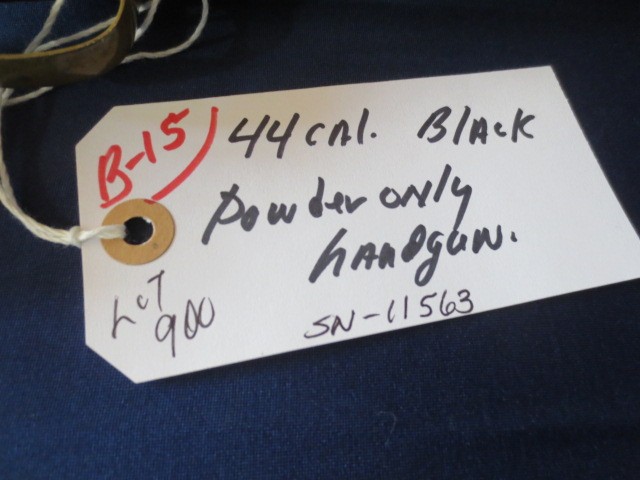 B-15
44 CAL. BLACK
Powder only
handgun.
LOT
900
SN-11563